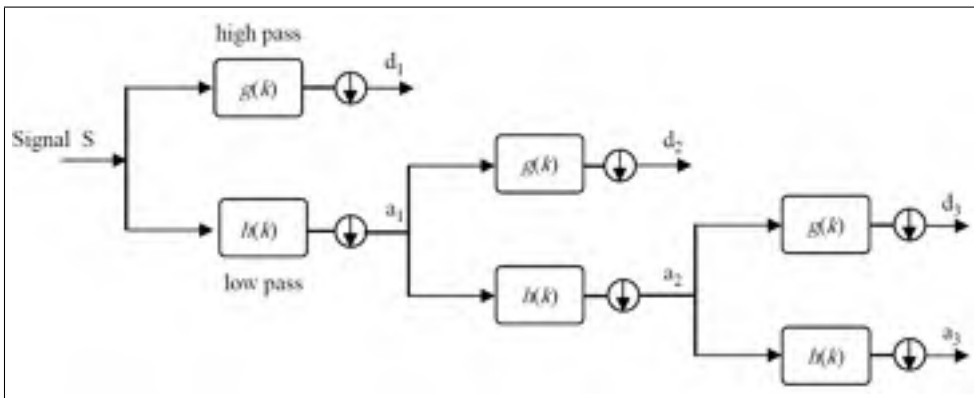 high pass
g(k)
d1
Signal S
h(k)
low pass
a1
g(k)
d2
h(k)
a2
g(k)
d3
h(k)
a3